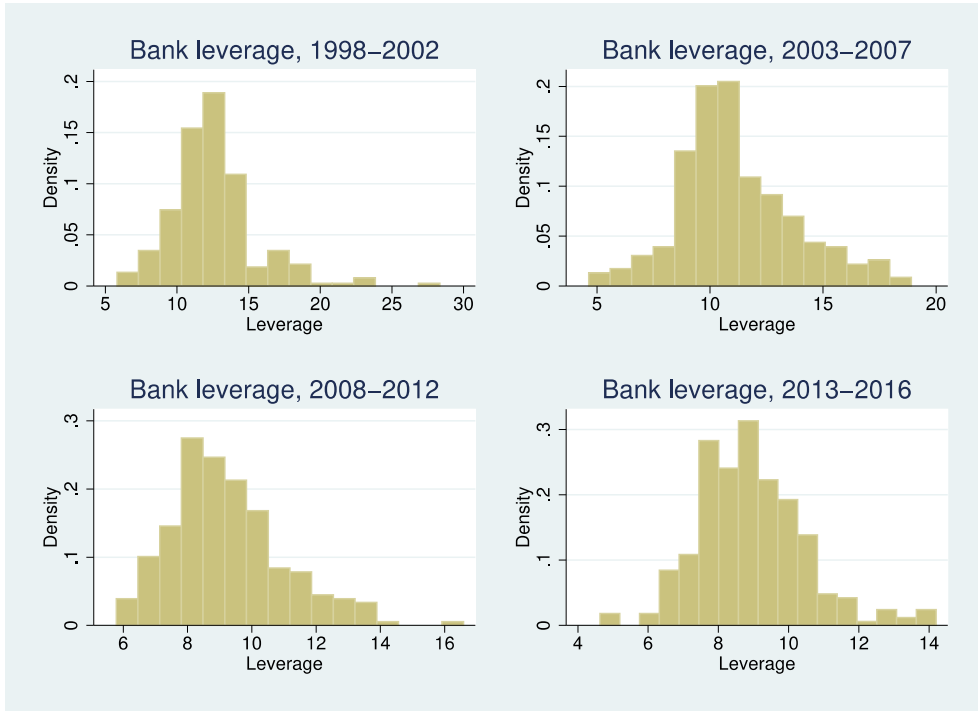 Bank leverage, 1998–2002
.2
.15
.1
.05
0
Density
5 10 15 20 25 30
Leverage
Bank leverage, 2003–2007
.2
.15
.1
.05
0
Density
5 10 15 20
Leverage
Bank leverage, 2008–2012
.3
.2
.1
0
Density
6 8 10 12 14 16
Leverage
Bank leverage, 2013–2016
.3
.2
.1
0
Density
4 6 8 10 12 14
Leverage